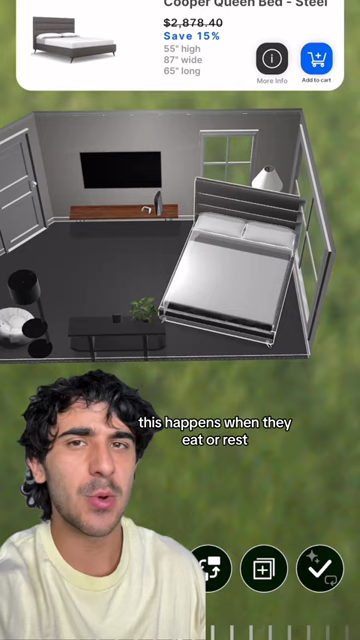 Cooper Queen Bed - Steel
$2,878.40
Save 15%
55" high
87" wide
65" long
More Info
Add to cart
this happens when they
eat or rest